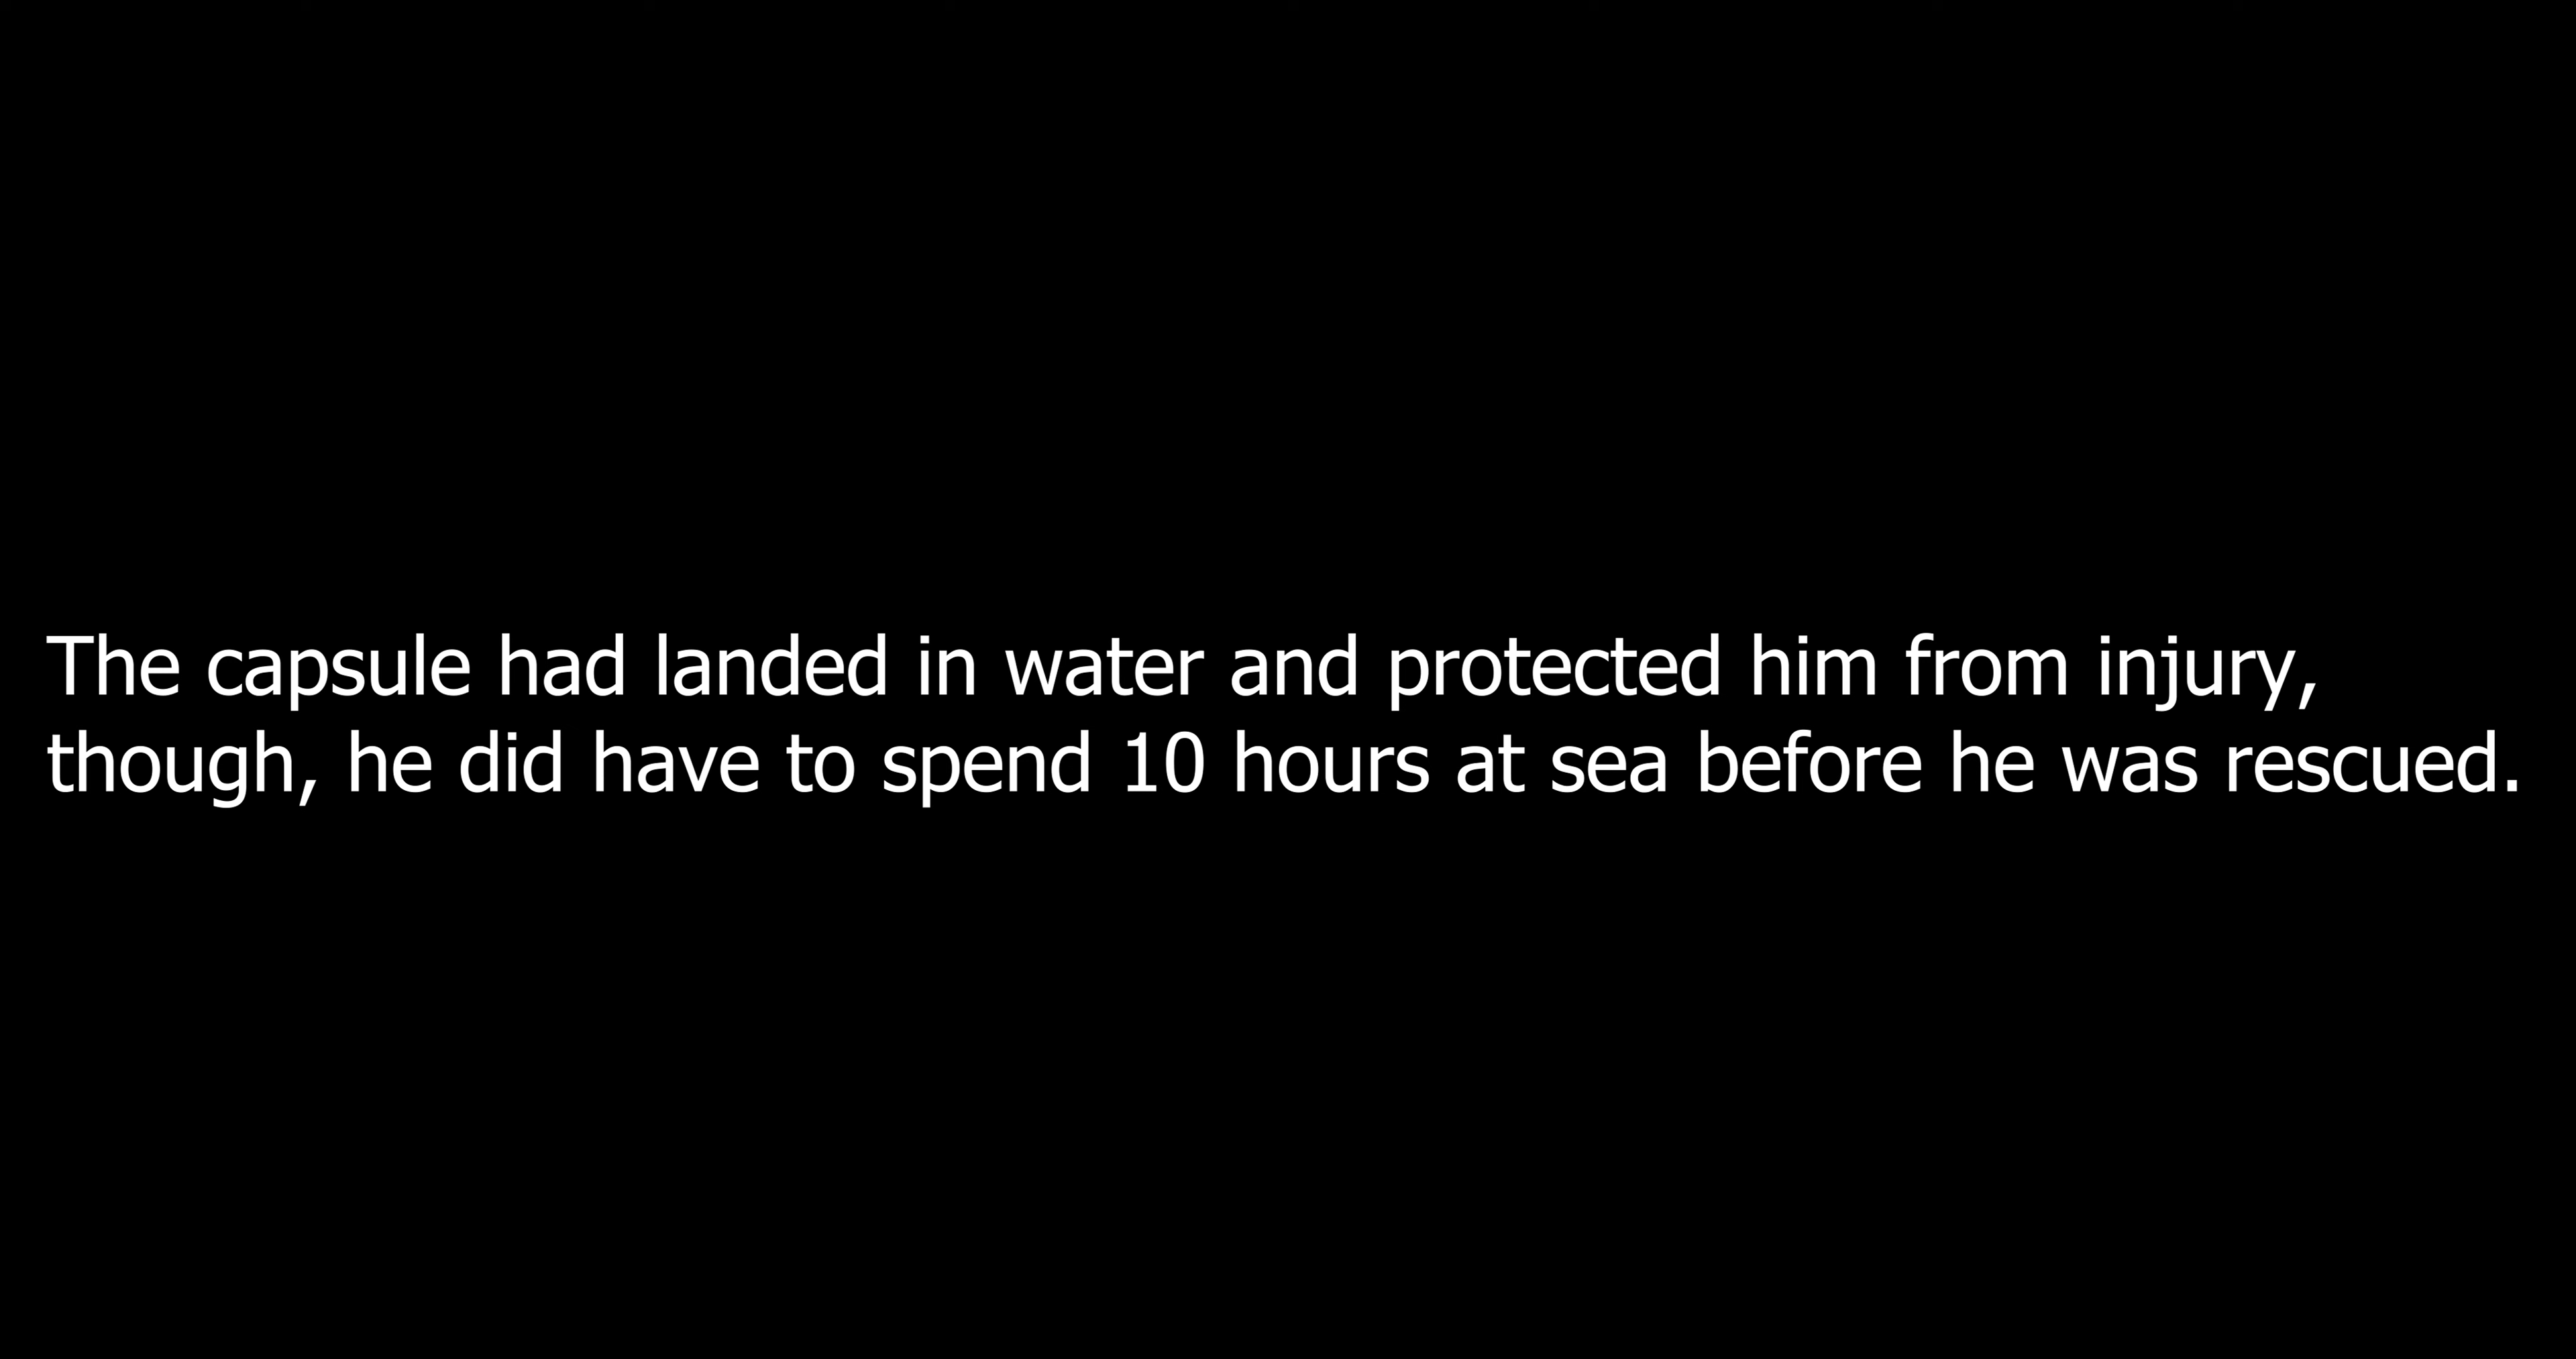 The capsule had landed in water and protected him from injury,
though, he did have to spend 10 hours at sea before he was rescued.